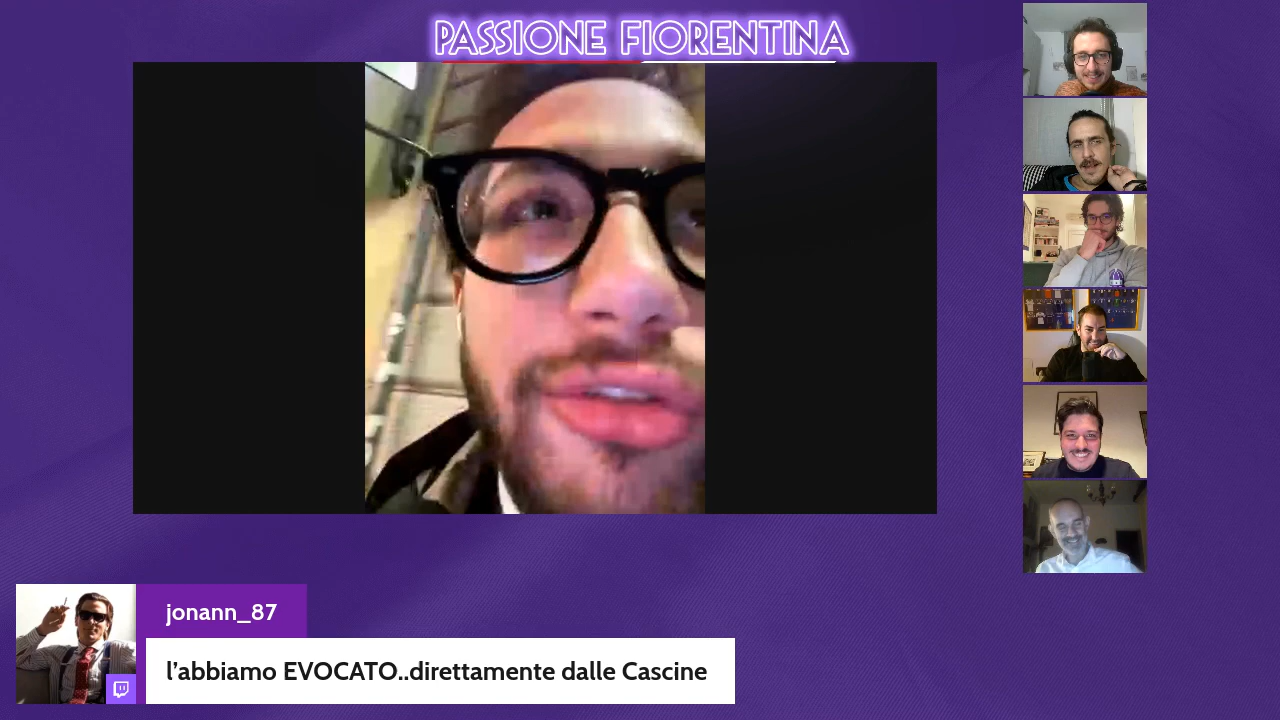 PASSIONE FIORENTINA
jonann_87
l’abbiamo EVOCATO..direttamente dalle Cascine